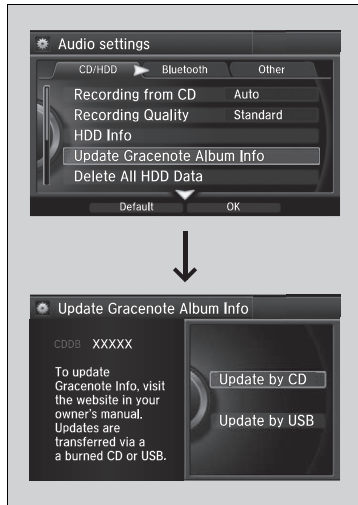 Audio settings
CD/HDD Bluetooth Other
Recording from CD Auto
Recording Quality Standard
HDD Info
Update Gracenote Album Info
Delete All HDD Data
Default OK
Update Gracenote Album Info
CDDB XXXXX
To update
Gracenote Info, visit
the website in your
owner's manual.
Updates are
transferred via a
a burned CD or USB.
Update by CD
Update by USB